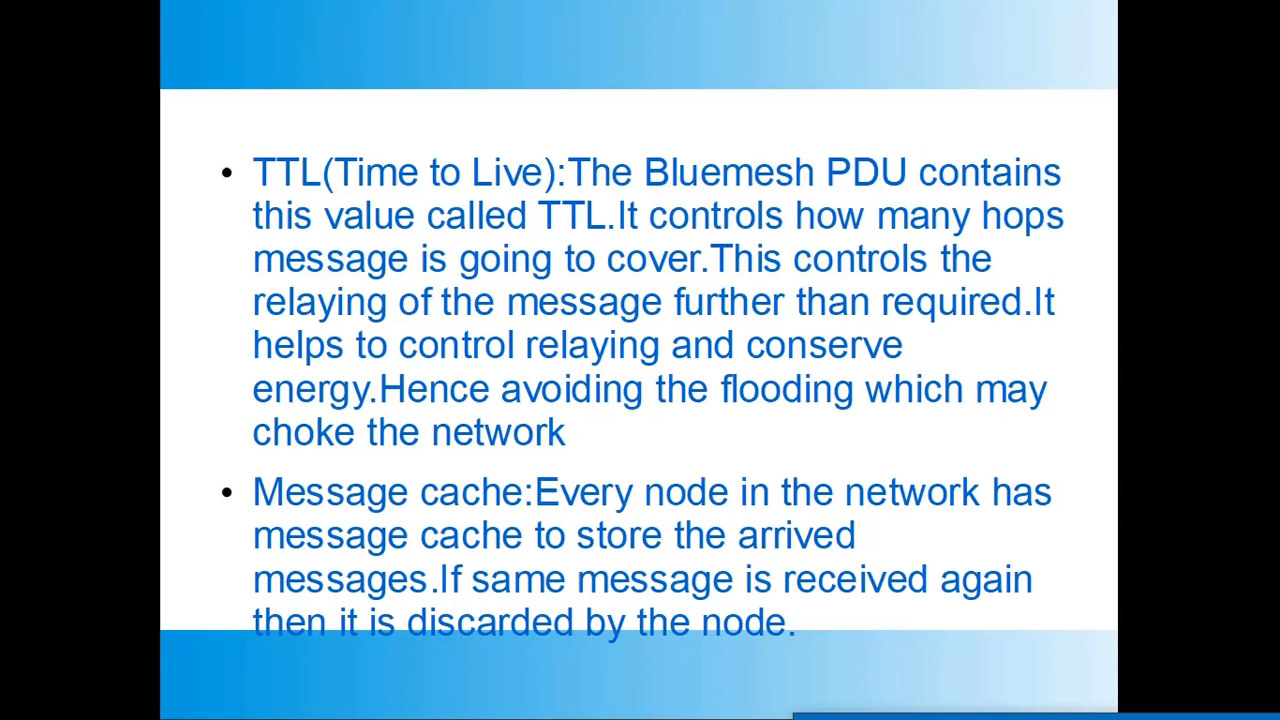 • TTL(Time to Live):The Bluemesh PDU contains
this value called TTL.It controls how many hops
message is going to cover.This controls the
relaying of the message further than required.It
helps to control relaying and conserve
energy.Hence avoiding the flooding which may
choke the network
• Message cache:Every node in the network has
message cache to store the arrived
messages.If same message is received again
then it is discarded by the node.